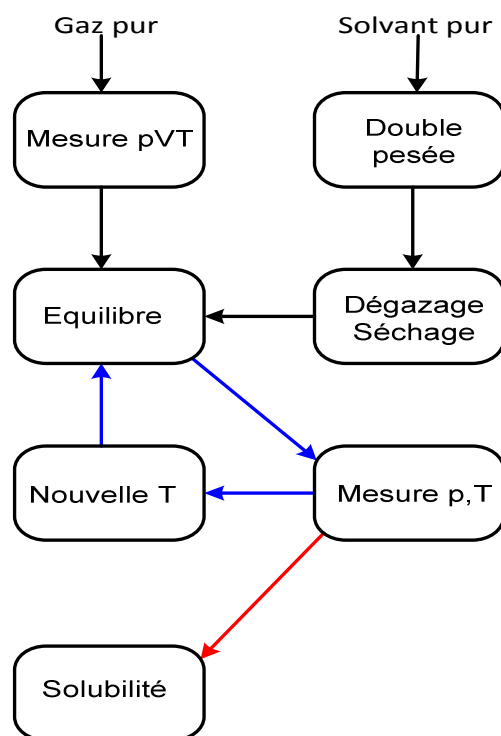 Gaz pur
Solvant pur
Mesure pVT
Double
pesée
Equilibre
Dégazage
Séchage
Nouvelle T
Mesure p,T
Solubilité